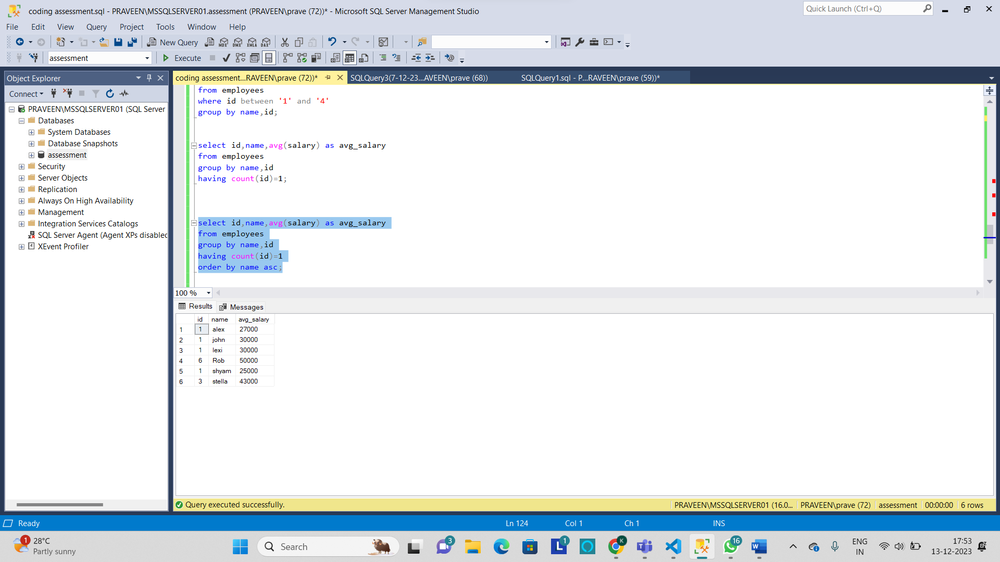 coding assessment.sql - PRAVEEN\MSSQLSERVER01.assessment (PRAVEEN\prave (72))* - Microsoft SQL Server Management Studio
Quick Launch (Ctrl+Q)
File Edit View Query Project Tools Window Help
New Query MDX DMX XMLA DAX
assessment Execute
Object Explorer
coding assessment...RAVEEN\prave (72))* SQLQuery3(7-12-23...AVEEN\prave (68)) SQLQuery1.sql - P...RAVEEN\prave (59))*
Connect
PRAVEEN\MSSQLSERVER01 (SQL Server
Databases
System Databases
Database Snapshots
assessment
Security
Server Objects
Replication
Always On High Availability
Management
Integration Services Catalogs
SQL Server Agent (Agent XPs disabled
XEvent Profiler
from employees
where id between '1' and '4'
group by name,id;
select id,name,avg(salary) as avg_salary
from employees
group by name,id
having count(id)=1;
select id,name,avg(salary) as avg_salary
from employees
group by name,id
having count(id)=1
order by name asc;
100 %
Results Messages
id name avg_salary
1 1 alex 27000
2 1 john 30000
3 1 lexi 30000
4 6 Rob 50000
5 1 shyam 25000
6 3 stella 43000
Query executed successfully. PRAVEEN\MSSQLSERVER01 (16.0... PRAVEEN\prave (72) assessment 00:00:00 6 rows
Ready Ln 124 Col 1 Ch 1 INS
1 28°C
Partly sunny
Search
3 L 1 K 16
ENG
IN
17:53
13-12-2023